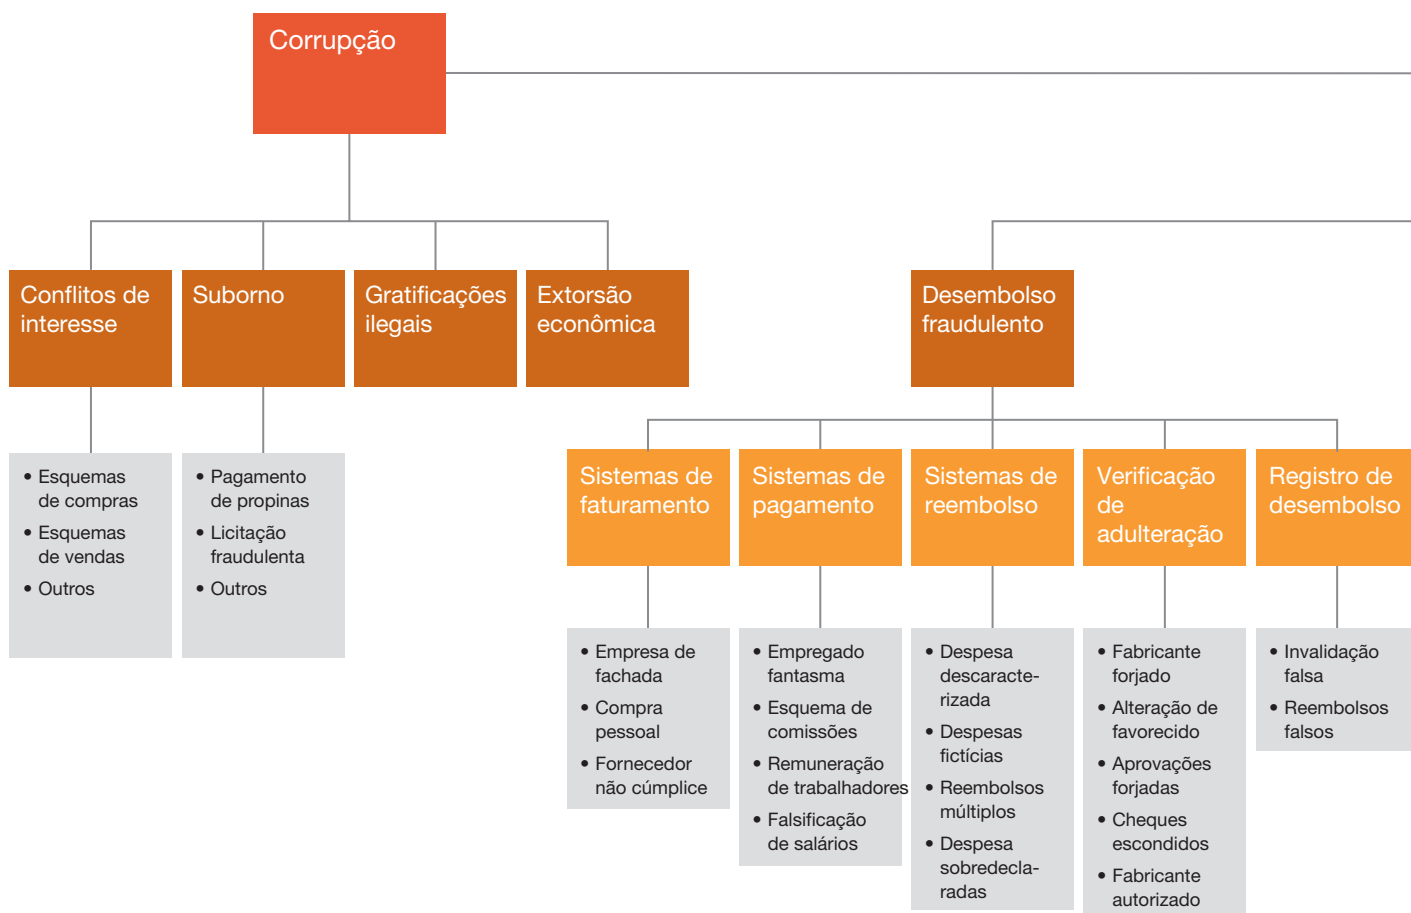 Corrupção
Conflitos de
interesse
Suborno
Gratificações
ilegais
Extorsão
econômica
Desembolso
fraudulento
• Esquemas
de compras
• Esquemas
de vendas
• Outros
• Pagamento
de propinas
• Licitação
fraudulenta
• Outros
Sistemas de
faturamento
Sistemas de
pagamento
Sistemas de
reembolso
Verificação
de
adulteração
Registro de
desembolso
• Empresa de
fachada
• Compra
pessoal
• Fornecedor
não cúmplice
• Empregado
fantasma
• Esquema de
comissões
• Remuneração
de trabalhadores
• Falsificação
de salários
• Despesa
descaracte-
rizada
• Despesas
fictícias
• Reembolsos
múltiplos
• Despesa
sobredecla-
radas
• Fabricante
forjado
• Alteração de
favorecido
• Aprovações
forjadas
• Cheques
escondidos
• Fabricante
autorizado
• Invalidação
falsa
• Reembolsos
falsos